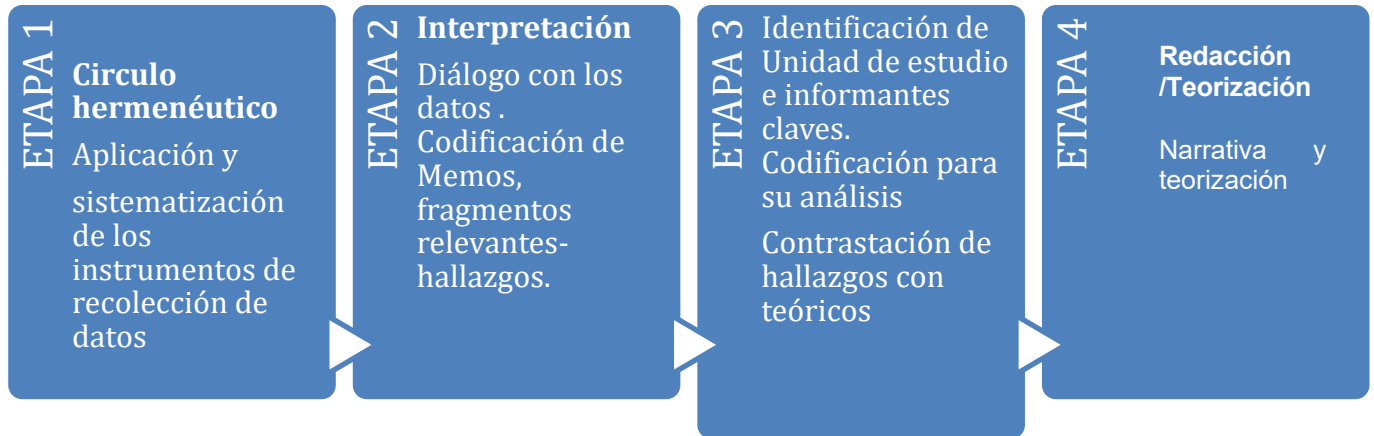 ETAPA 1
Circulo
hermenéutico
Aplicación y
sistematización
de los
instrumentos de
recolección de
datos
ETAPA 2
Interpretación
Diálogo con los
datos .
Codificación de
Memos,
fragmentos
relevantes-
hallazgos.
ETAPA 3
Identificación de
Unidad de estudio
e informantes
claves.
Codificación para
su análisis
Contrastación de
hallazgos con
teóricos
ETAPA 4
Redacción
/Teorización
Narrativa y
teorización